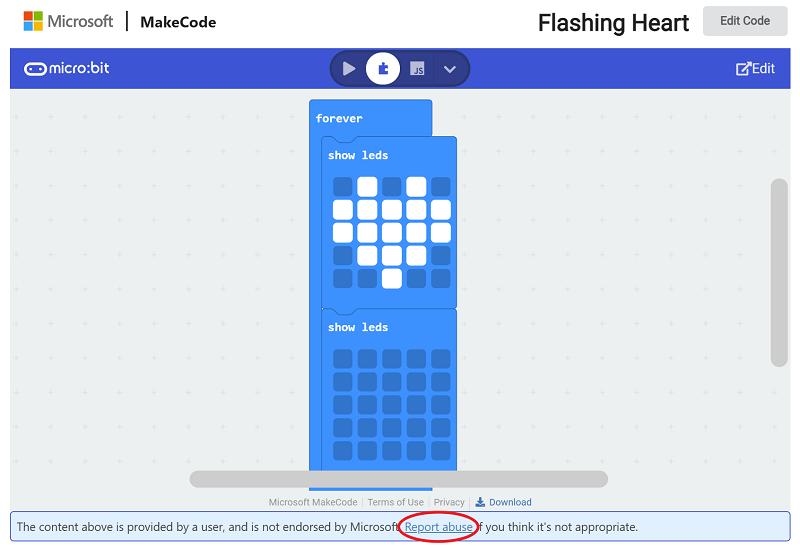 Microsoft | MakeCode
Flashing Heart
Edit Code
micro:bit
JS
Edit
forever
show leds
show leds
Microsoft MakeCode | Terms of Use | Privacy | Download
The content above is provided by a user, and is not endorsed by Microsoft. Report abuse if you think it's not appropriate.